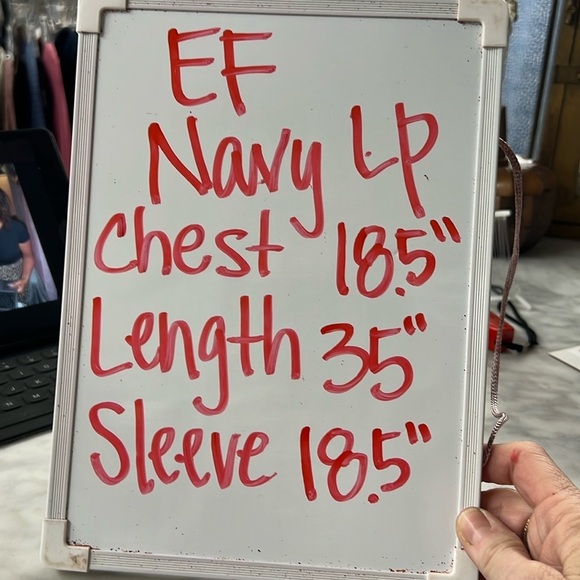 EF
Navy LP
Chest 18.5"
Length 35"
Sleeve 18.5"